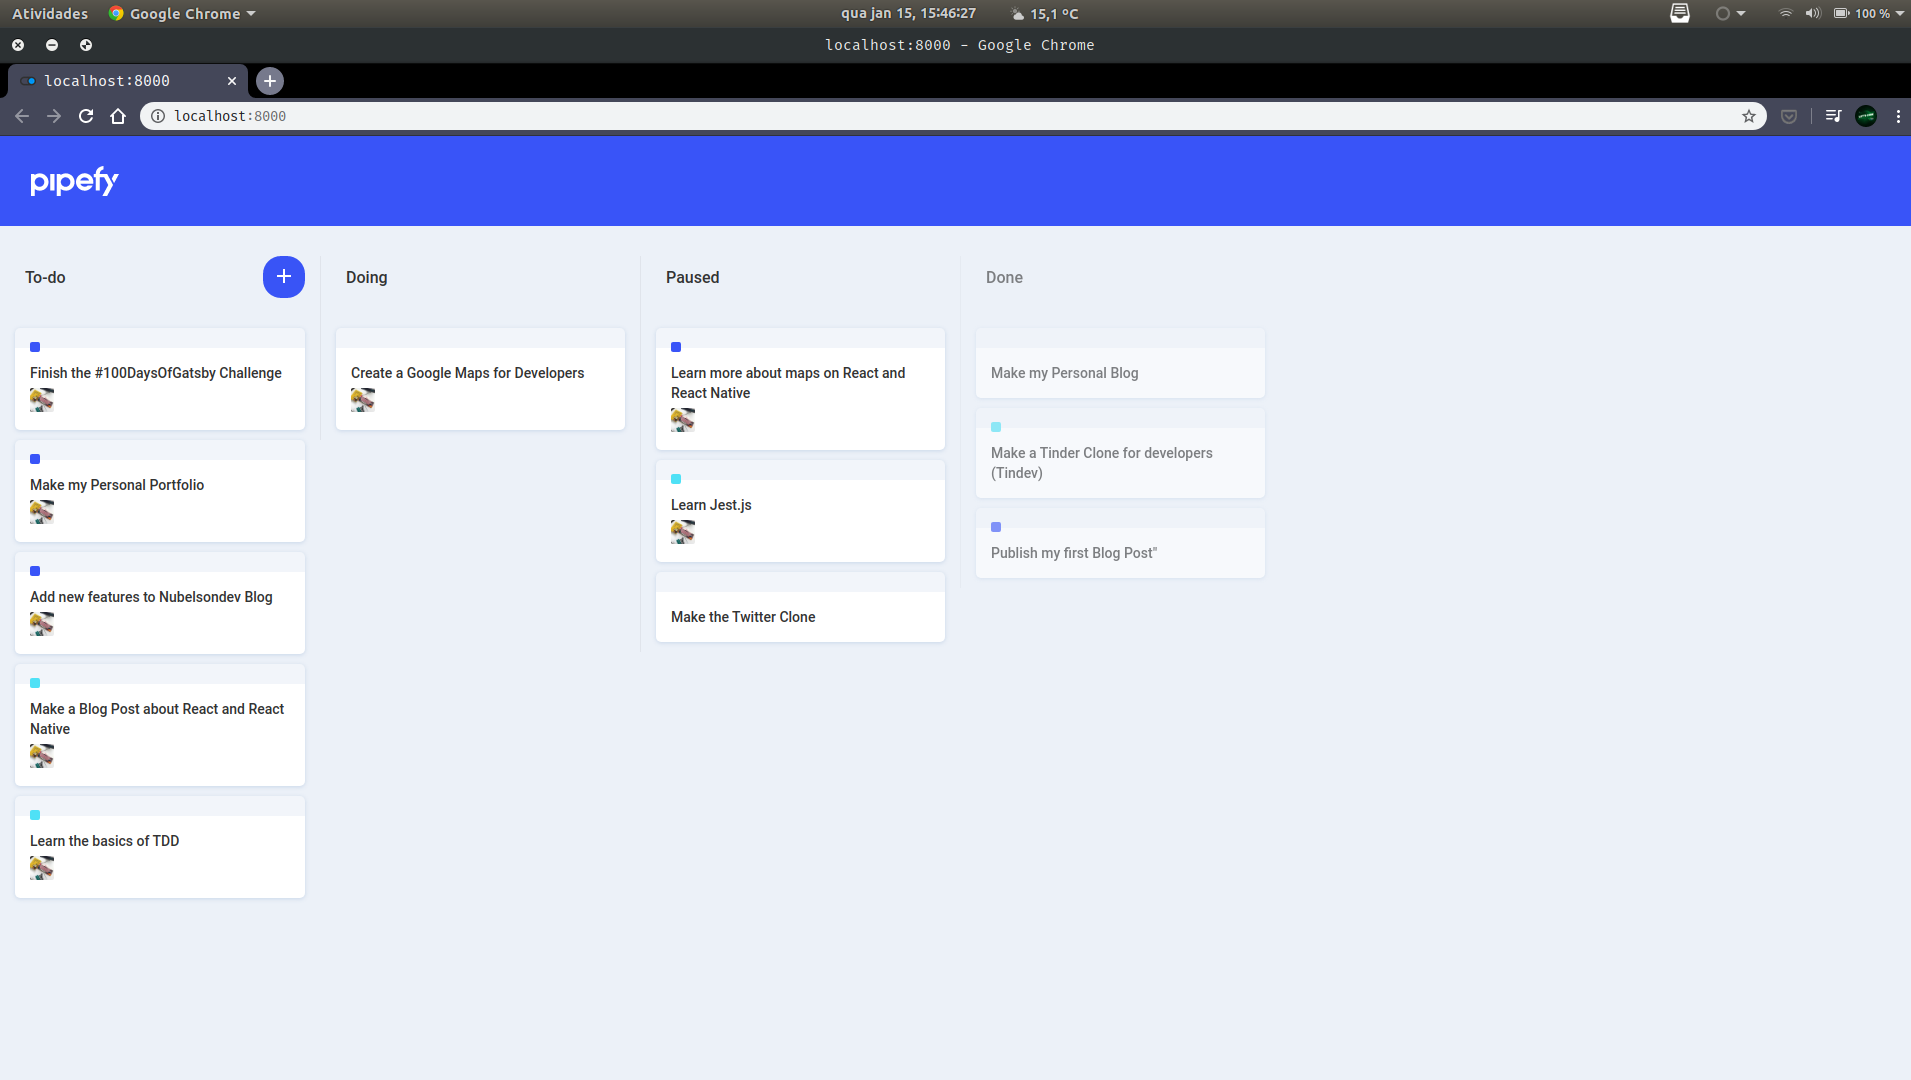 Atividades Google Chrome qua jan 15, 15:46:27 15,1 ºC 100 %
localhost:8000 - Google Chrome
localhost:8000
localhost:8000
pipefy
To-do
Finish the #100DaysOfGatsby Challenge
Make my Personal Portfolio
Add new features to Nubelsondev Blog
Make a Blog Post about React and React
Native
Learn the basics of TDD
Doing
Create a Google Maps for Developers
Paused
Learn more about maps on React and
React Native
Learn Jest.js
Make the Twitter Clone
Done
Make my Personal Blog
Make a Tinder Clone for developers
(Tindev)
Publish my first Blog Post"